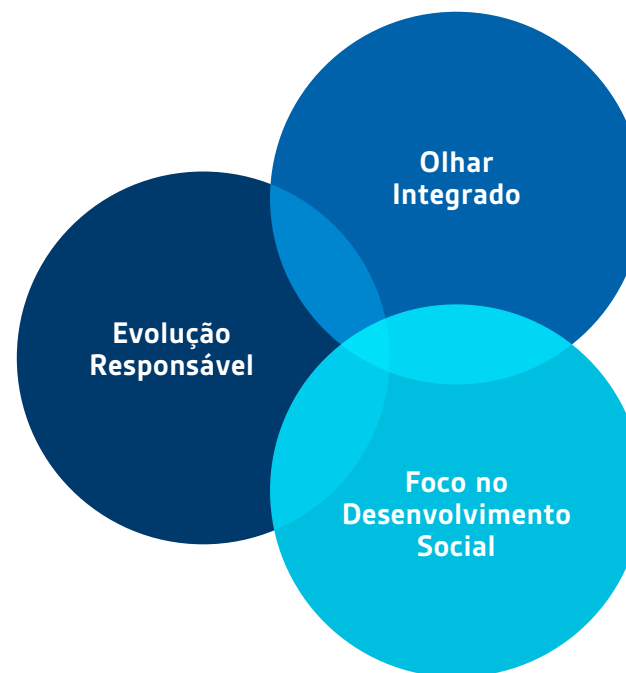 Olhar
Integrado
Evolução
Responsável
Foco no
Desenvolvimento
Social